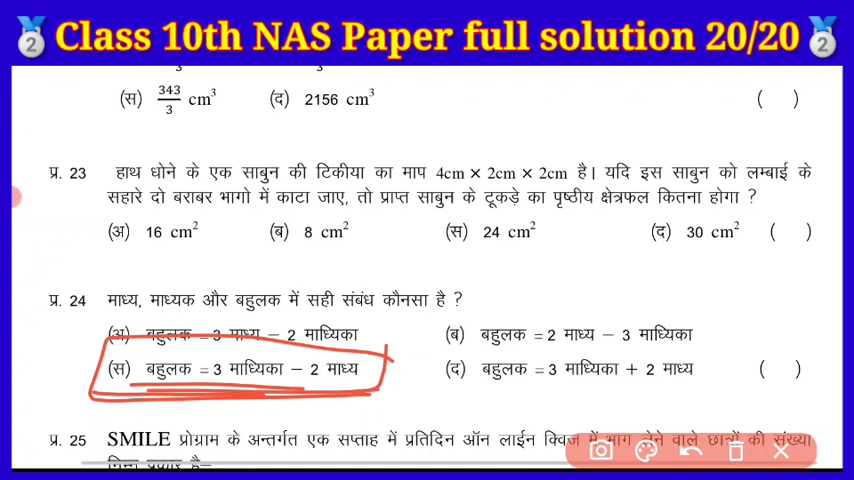 Class 10th NAS Paper full solution 20/20
3 3
(स) 343/3 cm³ (द) 2156 cm³ ( )
प्र. 23 हाथ धोने के एक साबुन की टिकीया का माप 4cm × 2cm × 2cm है। यदि इस साबुन को लम्बाई के
सहारे दो बराबर भागो में काटा जाए, तो प्राप्त साबुन के टूकड़े का पृष्ठीय क्षेत्रफल कितना होगा ?
(अ) 16 cm² (ब) 8 cm² (स) 24 cm² (द) 30 cm² ( )
प्र. 24 माध्य, माध्यक और बहुलक में सही संबंध कौनसा है ?
(अ) बहुलक = 3 माध्य − 2 माध्यिका (ब) बहुलक = 2 माध्य − 3 माध्यिका
(स) बहुलक = 3 माध्यिका − 2 माध्य (द) बहुलक = 3 माध्यिका + 2 माध्य ( )
प्र. 25 SMILE प्रोग्राम के अन्तर्गत एक सप्ताह में प्रतिदिन ऑन लाईन क्विज में भाग लेने वाले छात्रों की संख्या
निम्न प्रकार है–